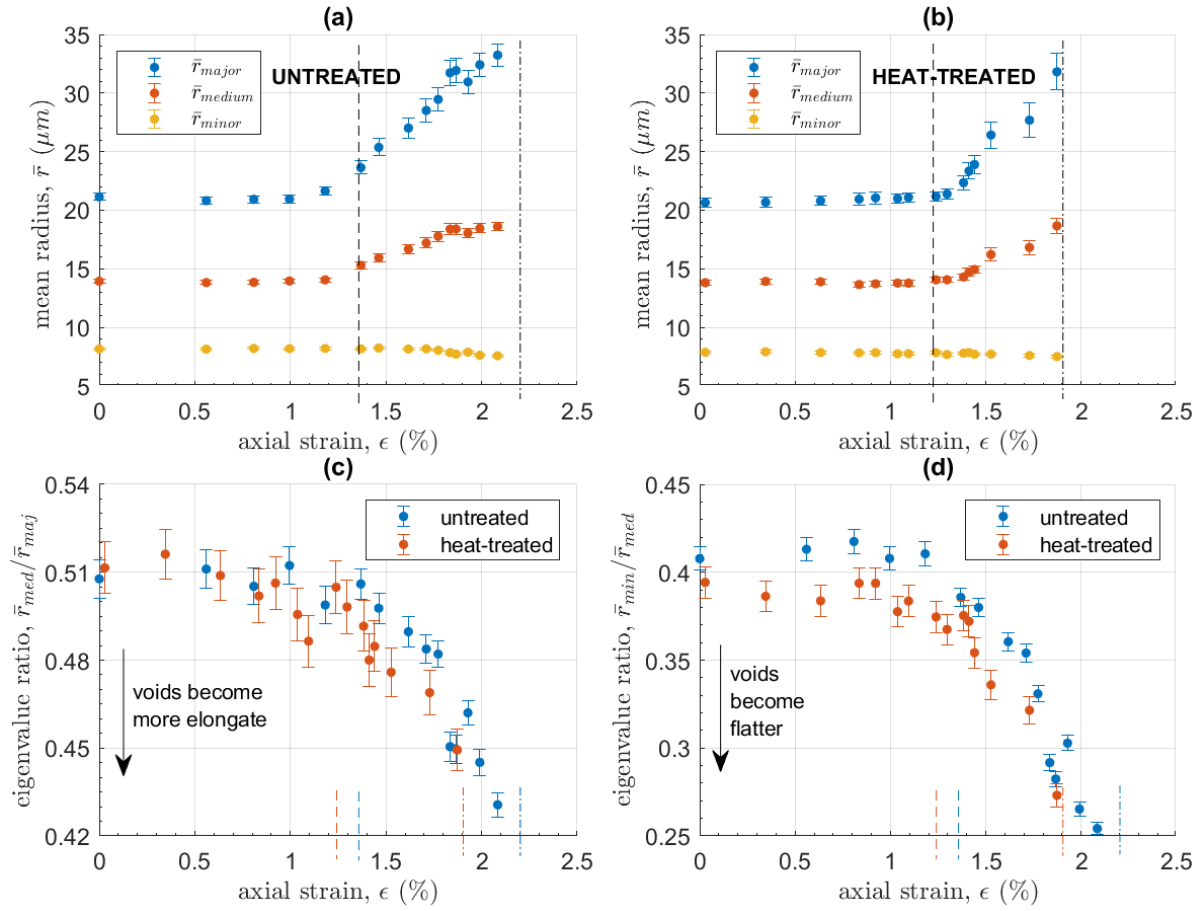 (a)
35
30
25
20
15
10
5
mean radius, r̄ (μm)
r̄major
r̄medium
r̄minor
UNTREATED
0 0.5 1 1.5 2 2.5
axial strain, ϵ (%)
(b)
35
30
25
20
15
10
5
mean radius, r̄ (μm)
r̄major
r̄medium
r̄minor
HEAT-TREATED
0 0.5 1 1.5 2 2.5
axial strain, ϵ (%)
(c)
0.54
0.51
0.48
0.45
0.42
eigenvalue ratio, r̄med/r̄maj
untreated
heat-treated
voids become
more elongate
0 0.5 1 1.5 2 2.5
axial strain, ϵ (%)
(d)
0.45
0.4
0.35
0.3
0.25
eigenvalue ratio, r̄min/r̄med
untreated
heat-treated
voids
become
flatter
0 0.5 1 1.5 2 2.5
axial strain, ϵ (%)